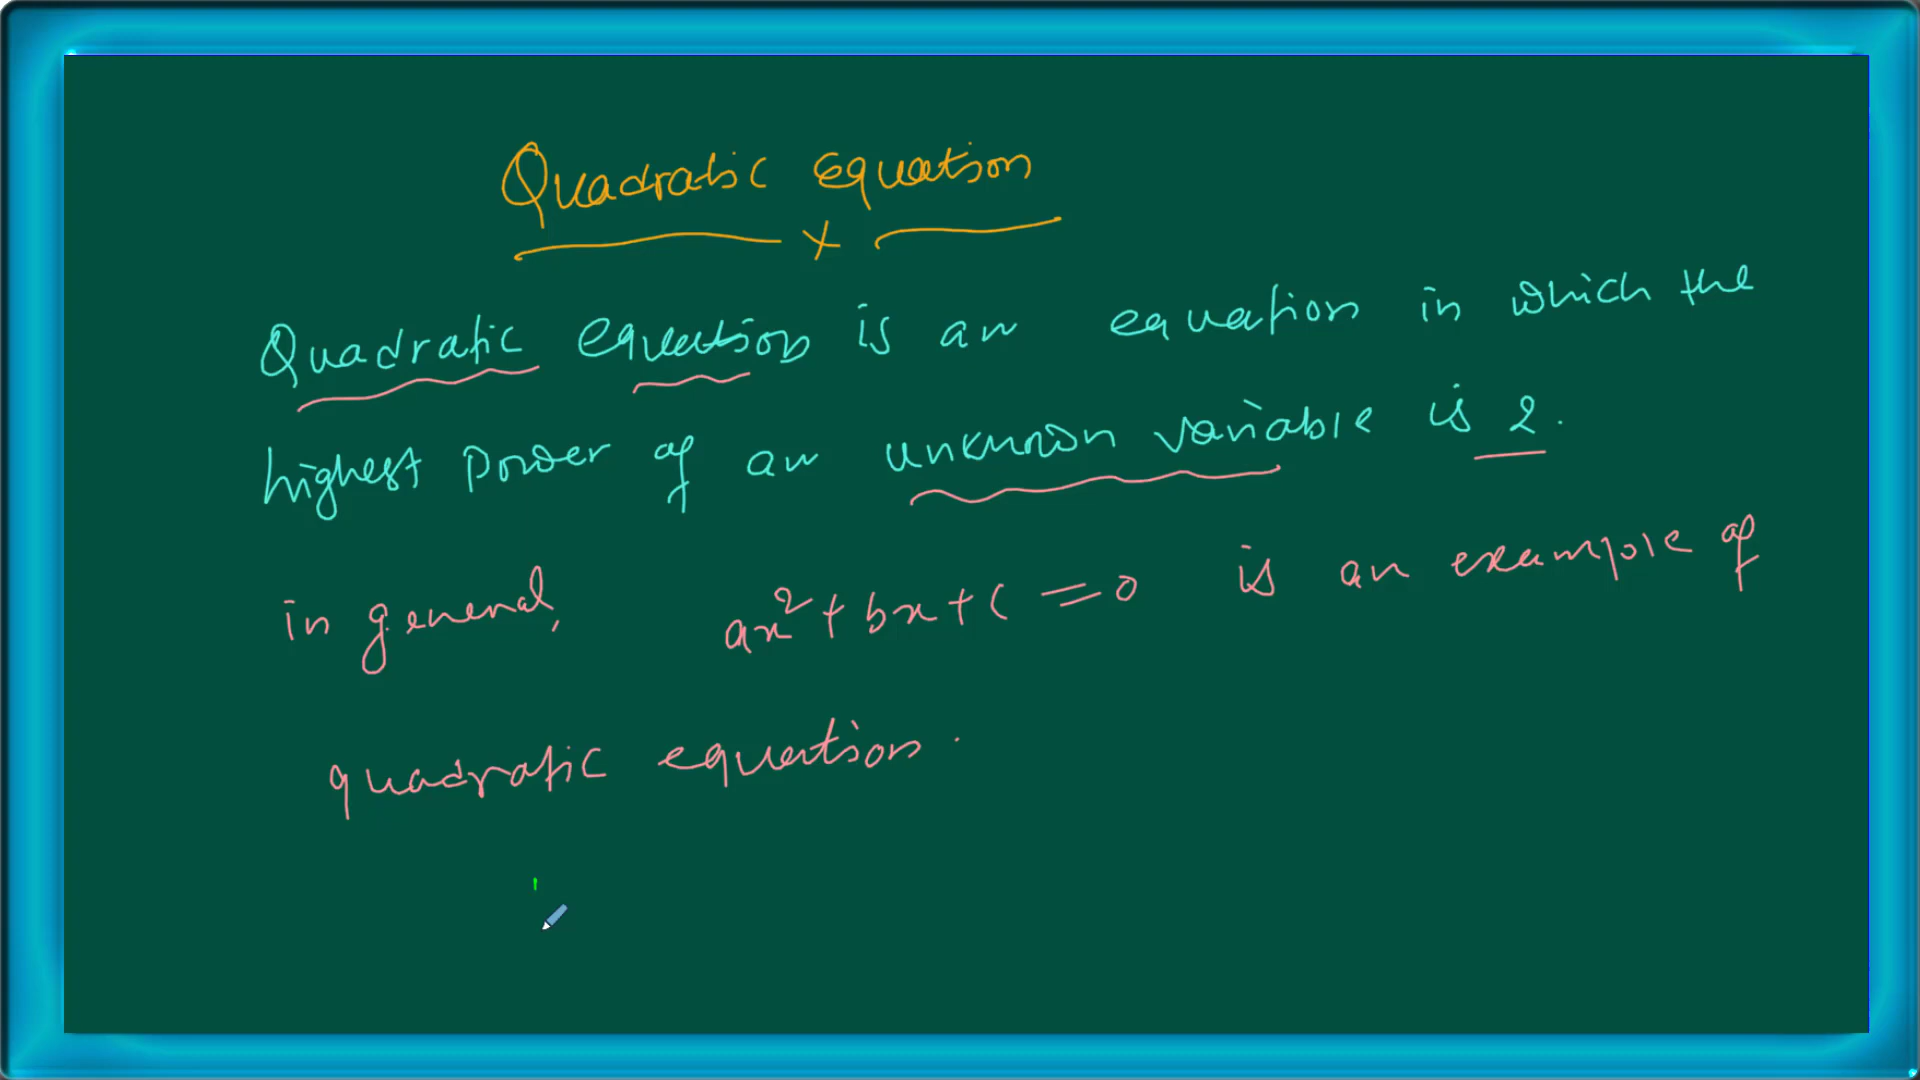 Quadratic equation
x
Quadratic equation is an equation in which the
highest power of an unknown variable is 2.
in general, ax²+bx+c=0 is an example of
quadratic equation.